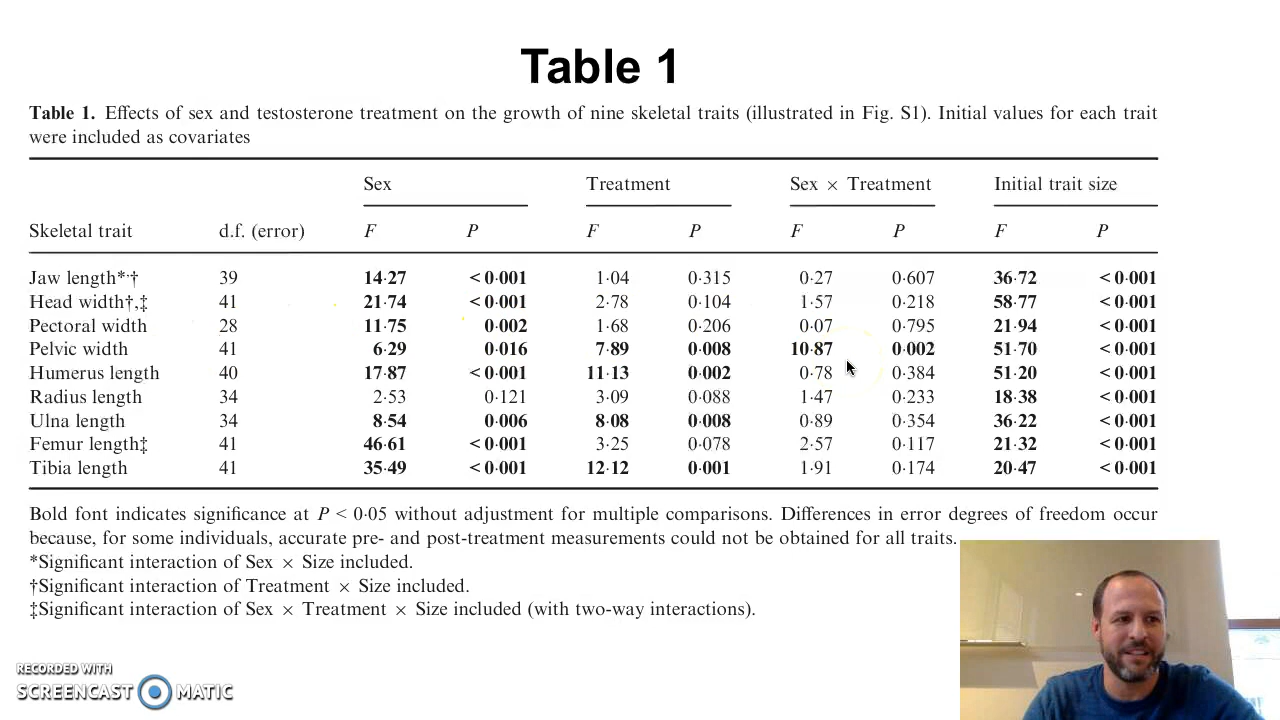 Table 1
Table 1. Effects of sex and testosterone treatment on the growth of nine skeletal traits (illustrated in Fig. S1). Initial values for each trait
were included as covariates
Sex Treatment Sex × Treatment Initial trait size
Skeletal trait d.f. (error) F P F P F P F P
Jaw length*,† 39 14·27 <0·001 1·04 0·315 0·27 0·607 36·72 <0·001
Head width†,‡ 41 21·74 <0·001 2·78 0·104 1·57 0·218 58·77 <0·001
Pectoral width 28 11·75 0·002 1·68 0·206 0·07 0·795 21·94 <0·001
Pelvic width 41 6·29 0·016 7·89 0·008 10·87 0·002 51·70 <0·001
Humerus length 40 17·87 <0·001 11·13 0·002 0·78 0·384 51·20 <0·001
Radius length 34 2·53 0·121 3·09 0·088 1·47 0·233 18·38 <0·001
Ulna length 34 8·54 0·006 8·08 0·008 0·89 0·354 36·22 <0·001
Femur length‡ 41 46·61 <0·001 3·25 0·078 2·57 0·117 21·32 <0·001
Tibia length 41 35·49 <0·001 12·12 0·001 1·91 0·174 20·47 <0·001
Bold font indicates significance at P < 0·05 without adjustment for multiple comparisons. Differences in error degrees of freedom occur
because, for some individuals, accurate pre- and post-treatment measurements could not be obtained for all traits.
*Significant interaction of Sex × Size included.
†Significant interaction of Treatment × Size included.
‡Significant interaction of Sex × Treatment × Size included (with two-way interactions).
RECORDED WITH
SCREENCAST MATIC